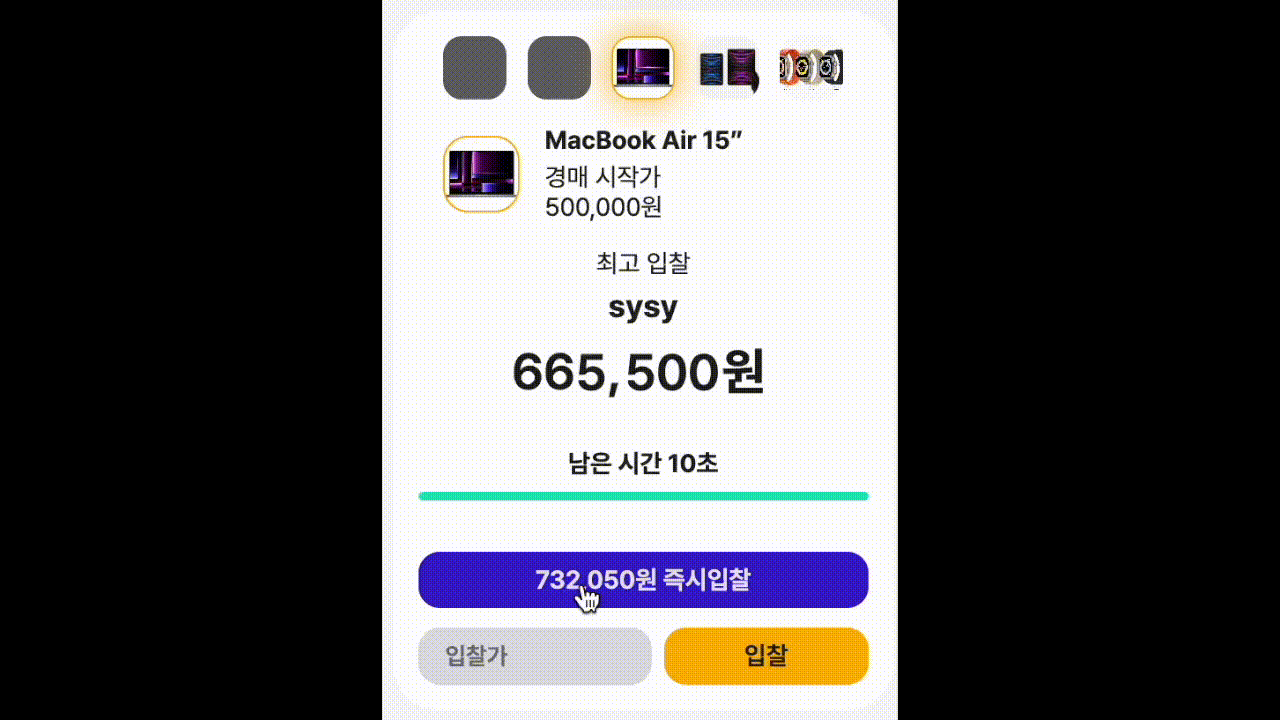 MacBook Air 15”
경매 시작가
500,000원
최고 입찰
sysy
665,500원
남은 시간 10초
732,050원 즉시입찰
입찰가
입찰